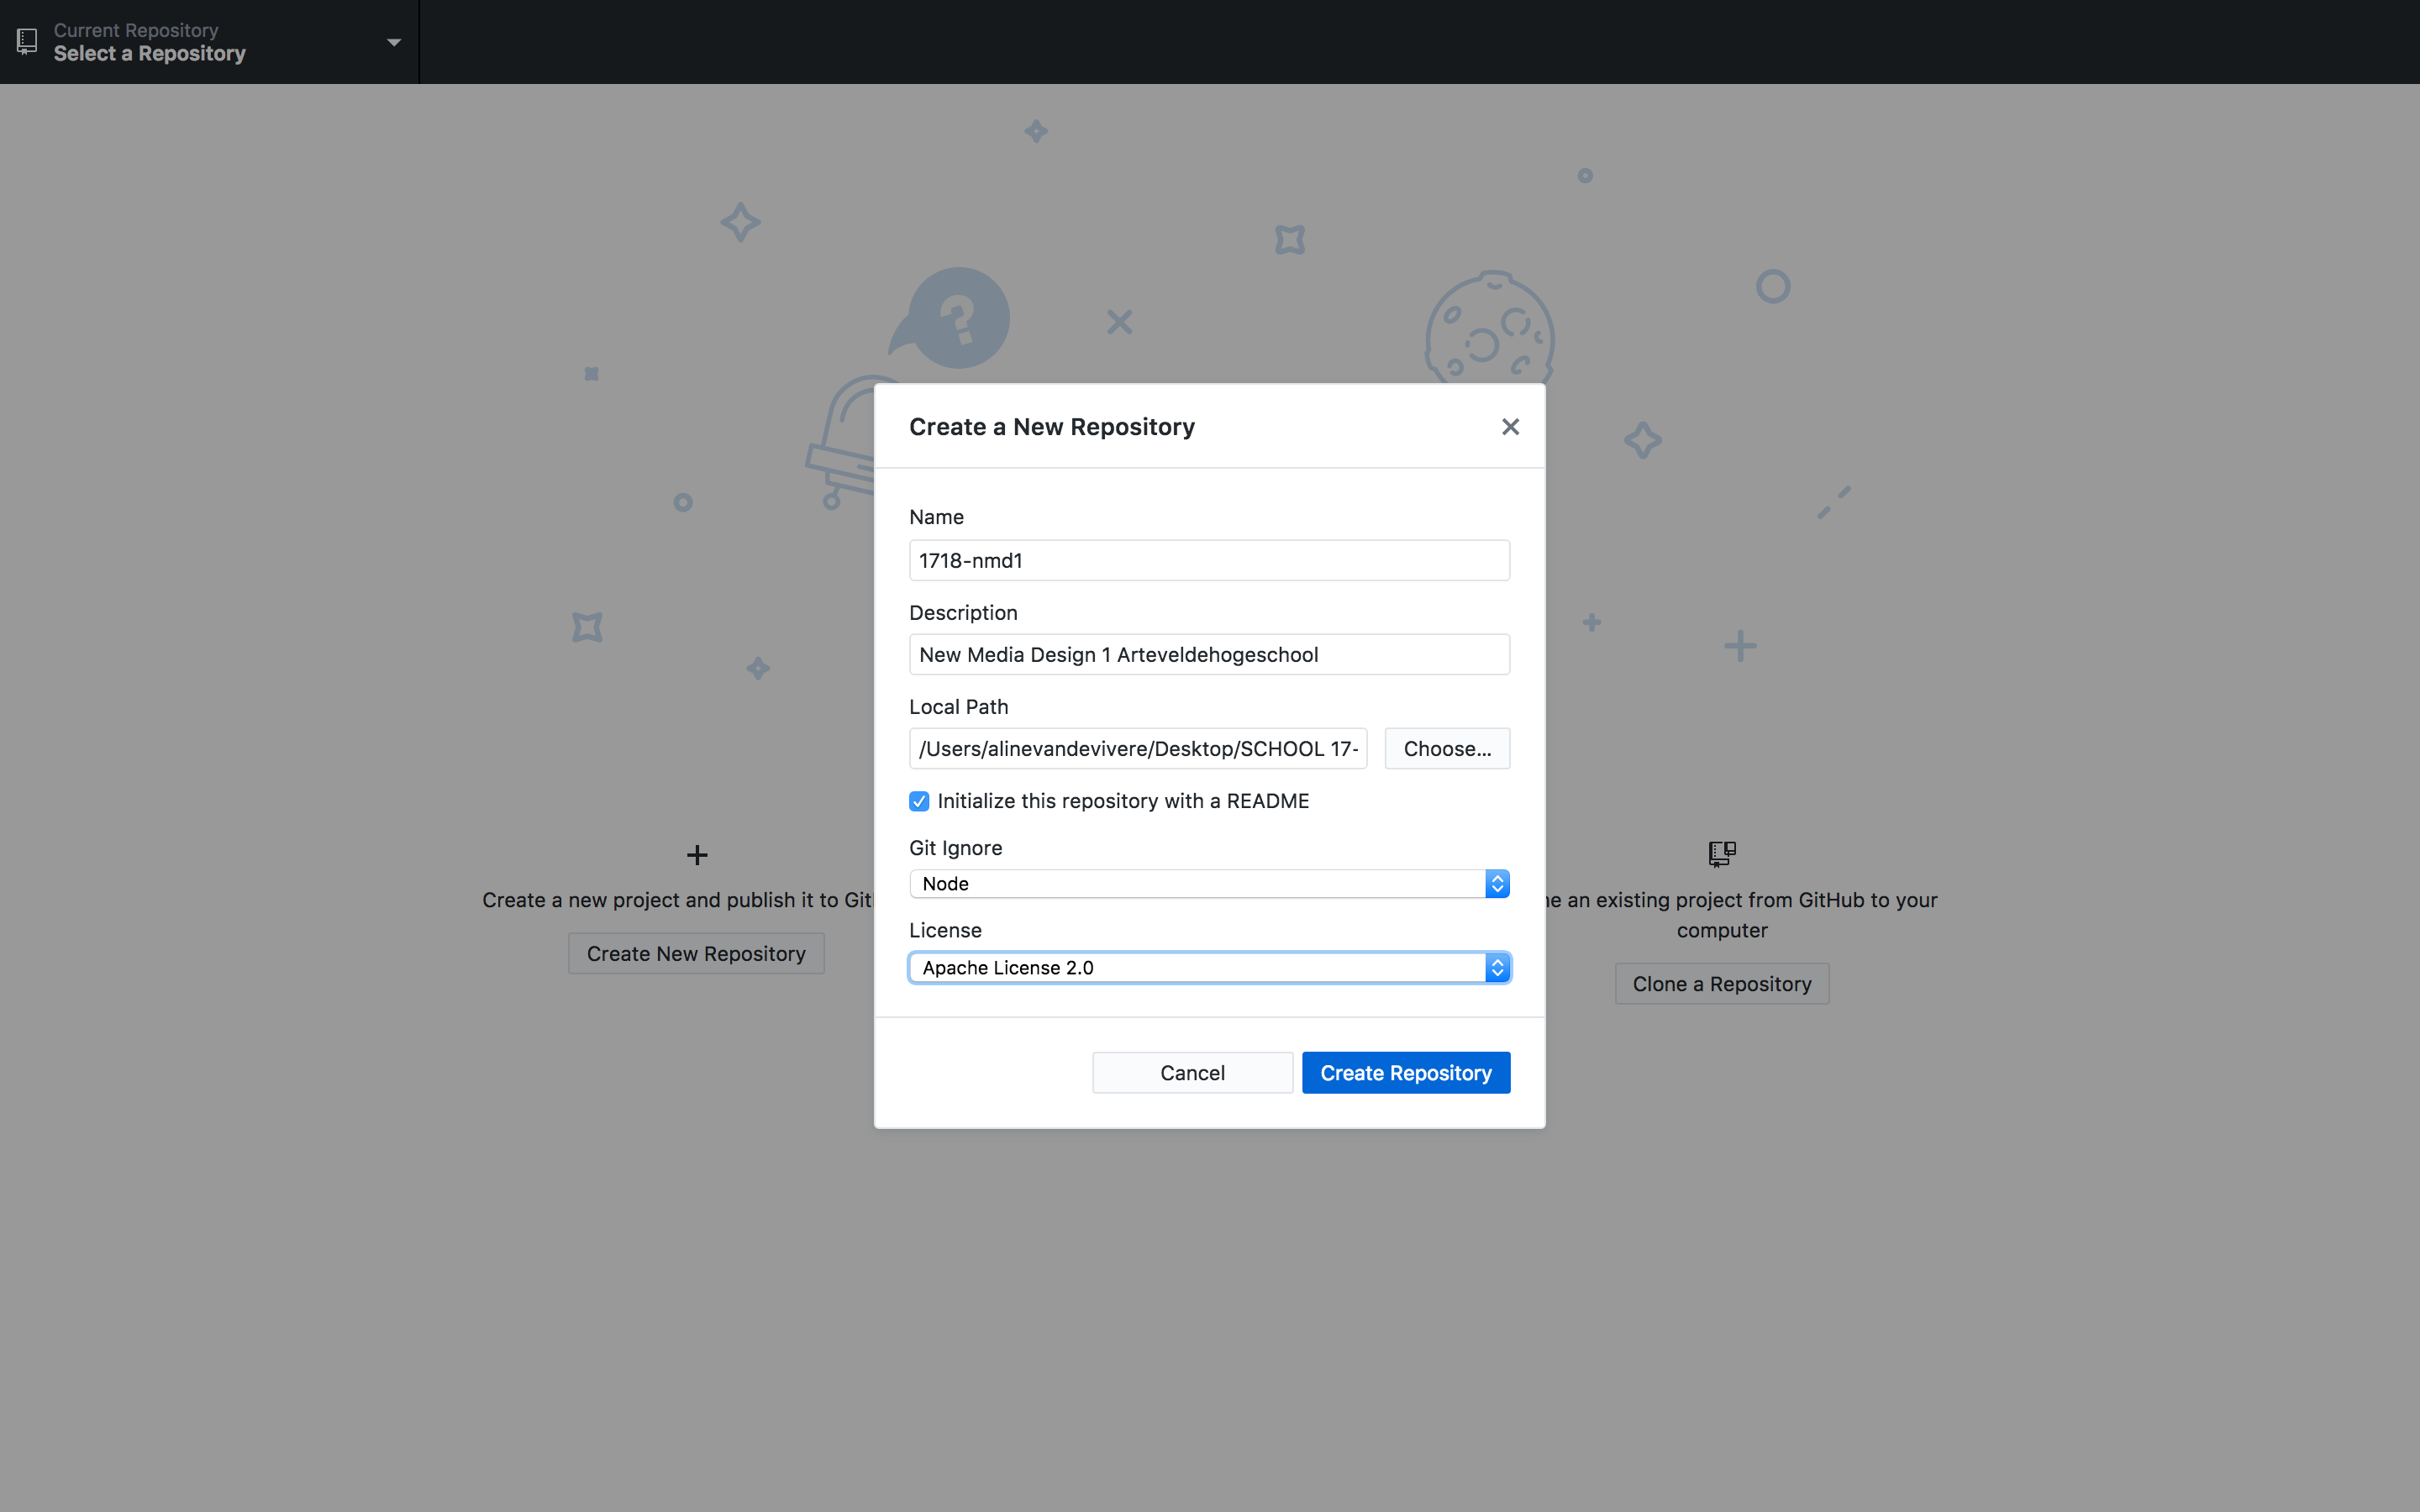 Current Repository
Select a Repository
?
Create a New Repository
Name
1718-nmd1
Description
New Media Design 1 Arteveldehogeschool
Local Path
/Users/alinevandevivere/Desktop/SCHOOL 17-
Choose...
Initialize this repository with a README
Git Ignore
Node
License
Apache License 2.0
Cancel
Create Repository
Create a new project and publish it to Git
Create New Repository
an existing project from GitHub to your
computer
Clone a Repository